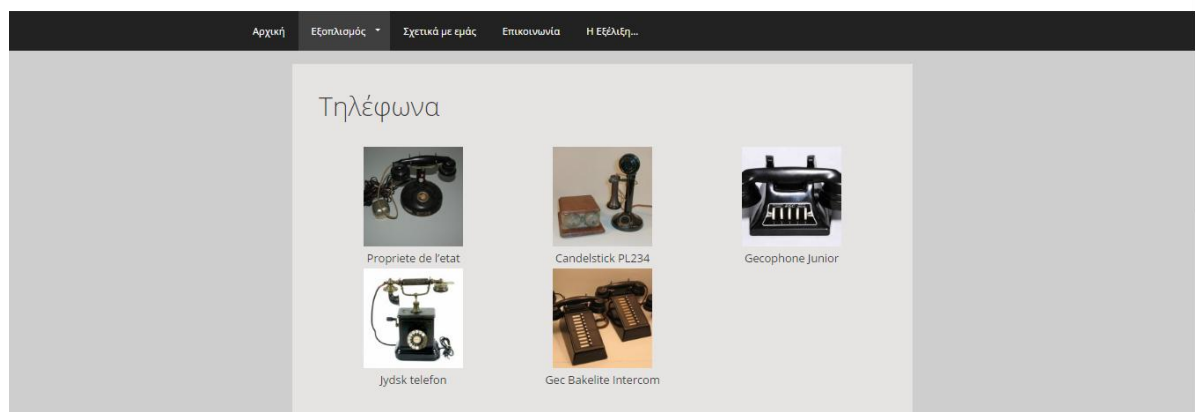 Αρχική Εξοπλισμός Σχετικά με εμάς Επικοινωνία Η Εξέλιξη...
Τηλέφωνα
Propriete de l'etat Candelstick PL234 Gecophone Junior
Jydsk telefon Gec Bakelite Intercom